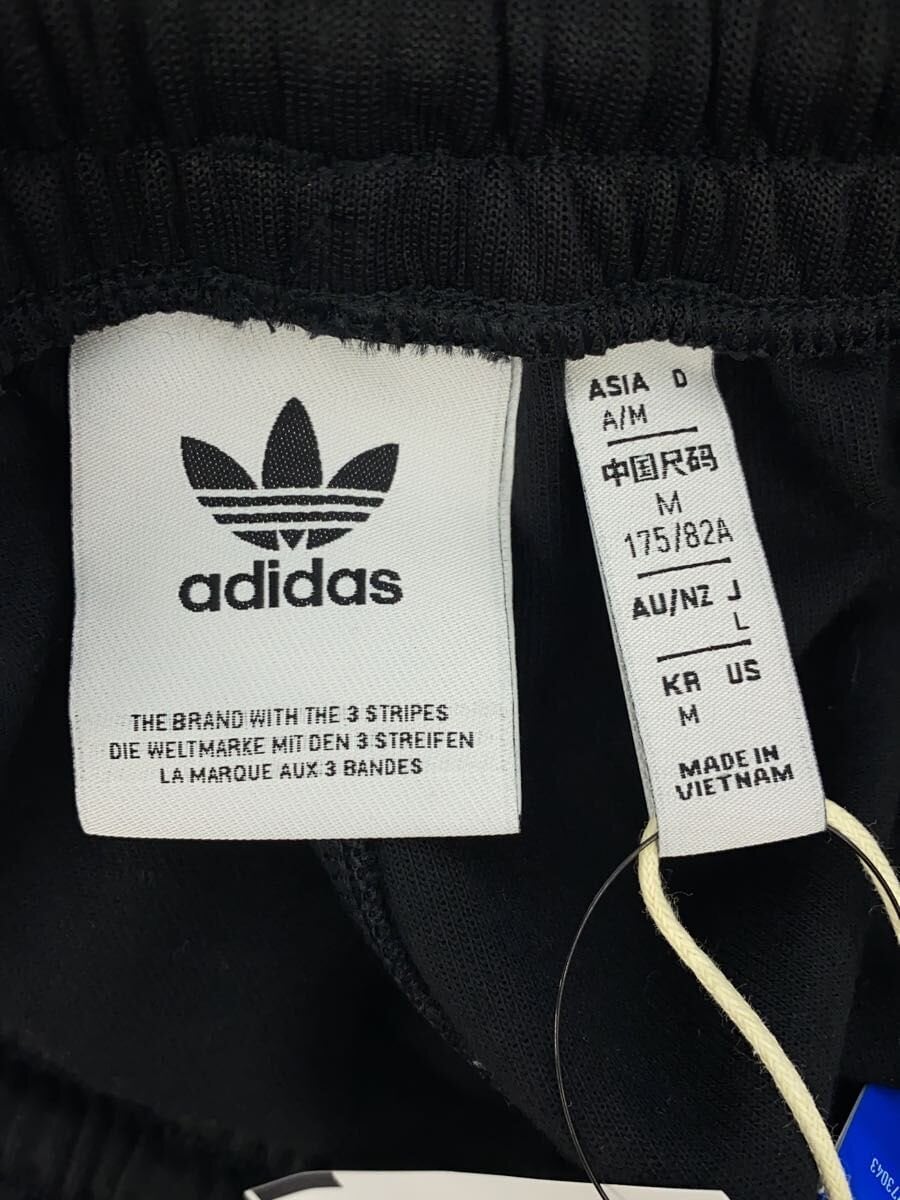 adidas
THE BRAND WITH THE 3 STRIPES
DIE WELTMARKE MIT DEN 3 STREIFEN
LA MARQUE AUX 3 BANDES
ASIA D
A/M
中国尺码
M
175/82A
AU/NZ J
L
KR US
M
MADE IN
VIETNAM
73043